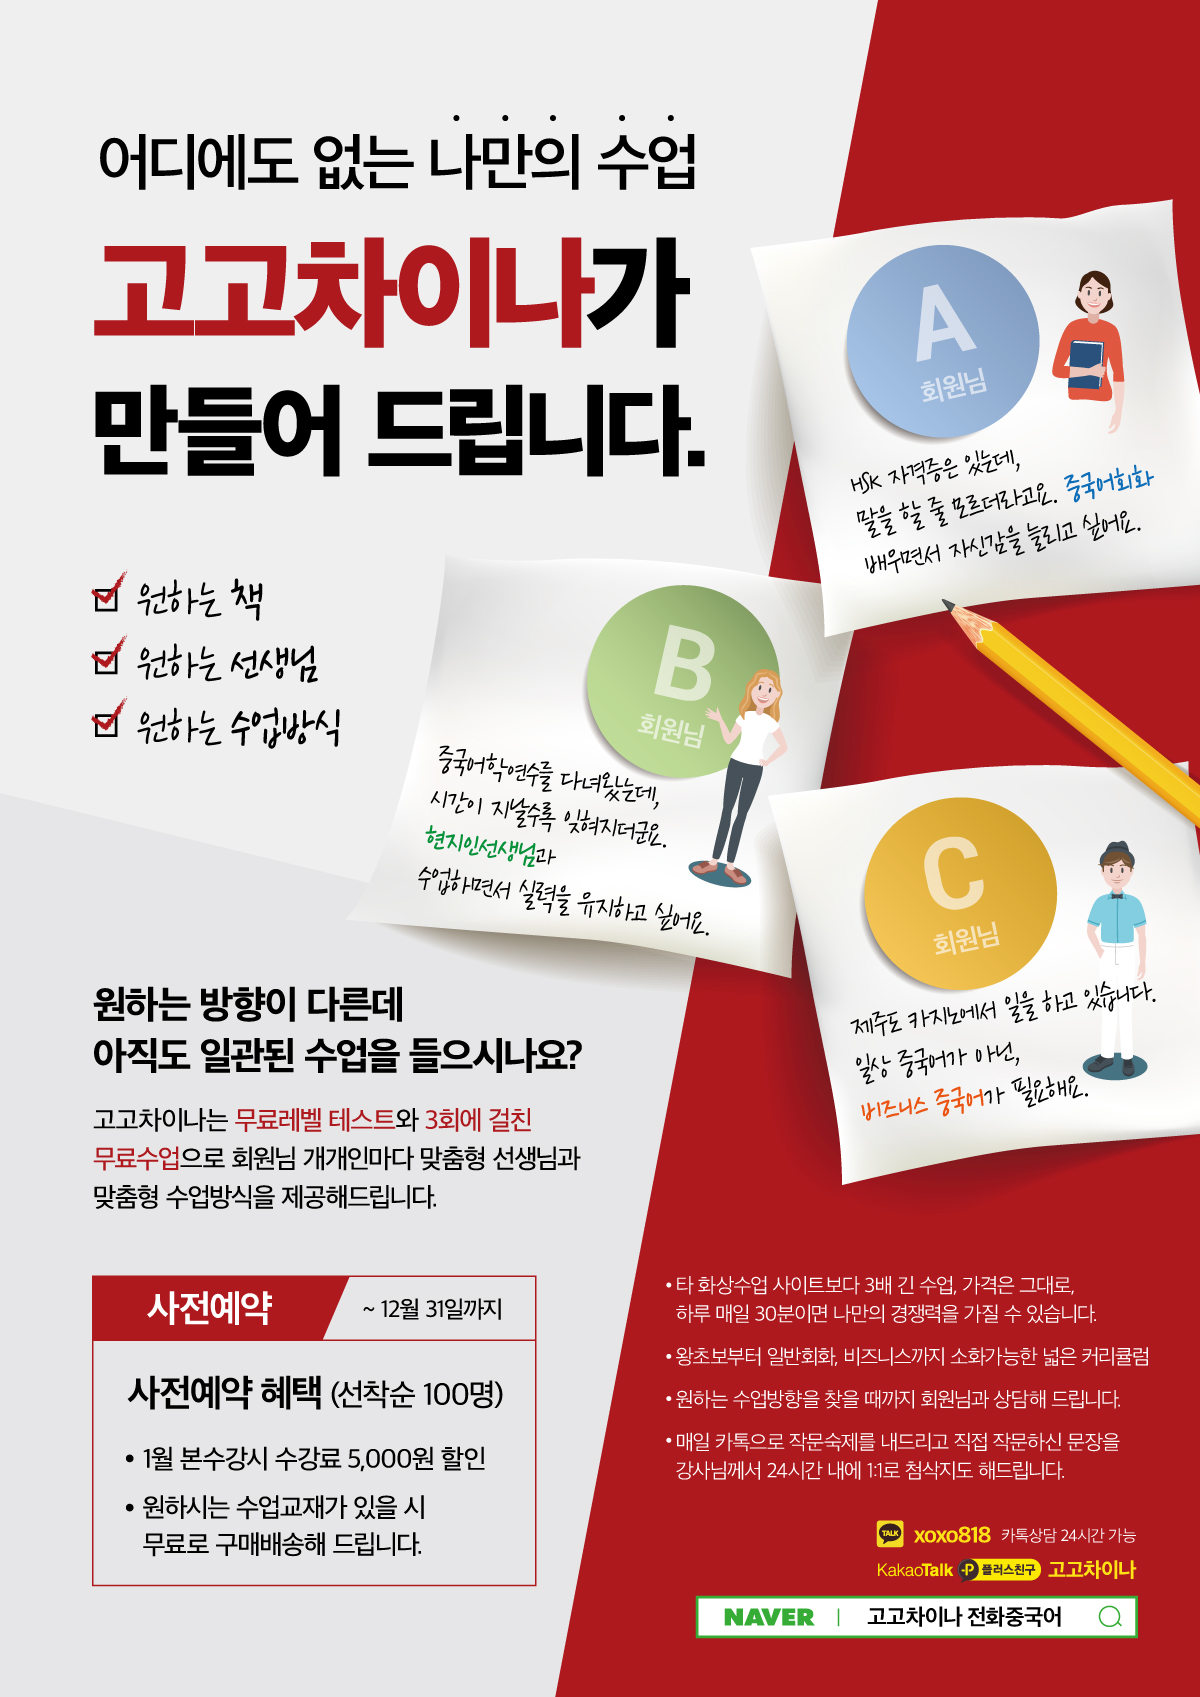 어디에도 없는 나만의 수업
고고차이나가
만들어 드립니다.
원하는 책
원하는 선생님
원하는 수업방식
A
회원님
HSK 자격증은 있는데,
말을 할 줄 모르더라고요. 중국어회화
배우면서 자신감을 늘리고 싶어요.
B
회원님
중국어학연수를 다녀왔는데,
시간이 지날수록 잊혀지더군요.
현지인선생님과
수업하면서 실력을 유지하고 싶어요.
C
회원님
제주도 카지노에서 일을 하고 있습니다.
일상 중국어가 아닌,
비즈니스 중국어가 필요해요.
원하는 방향이 다른데
아직도 일관된 수업을 들으시나요?
고고차이나는 무료레벨 테스트와 3회에 걸친
무료수업으로 회원님 개개인마다 맞춤형 선생님과
맞춤형 수업방식을 제공해드립니다.
사전예약 ~ 12월 31일까지
사전예약 혜택 (선착순 100명)
• 1월 본수강시 수강료 5,000원 할인
• 원하시는 수업교재가 있을 시
무료로 구매배송해 드립니다.
• 타 화상수업 사이트보다 3배 긴 수업, 가격은 그대로,
하루 매일 30분이면 나만의 경쟁력을 가질 수 있습니다.
• 왕초보부터 일반회화, 비즈니스까지 소화가능한 넓은 커리큘럼
• 원하는 수업방향을 찾을 때까지 회원님과 상담해 드립니다.
• 매일 카톡으로 작문숙제를 내드리고 직접 작문하신 문장을
강사님께서 24시간 내에 1:1로 첨삭지도 해드립니다.
TALK xoxo818 카톡상담 24시간 가능
KakaoTalk P 플러스친구 고고차이나
NAVER | 고고차이나 전화중국어